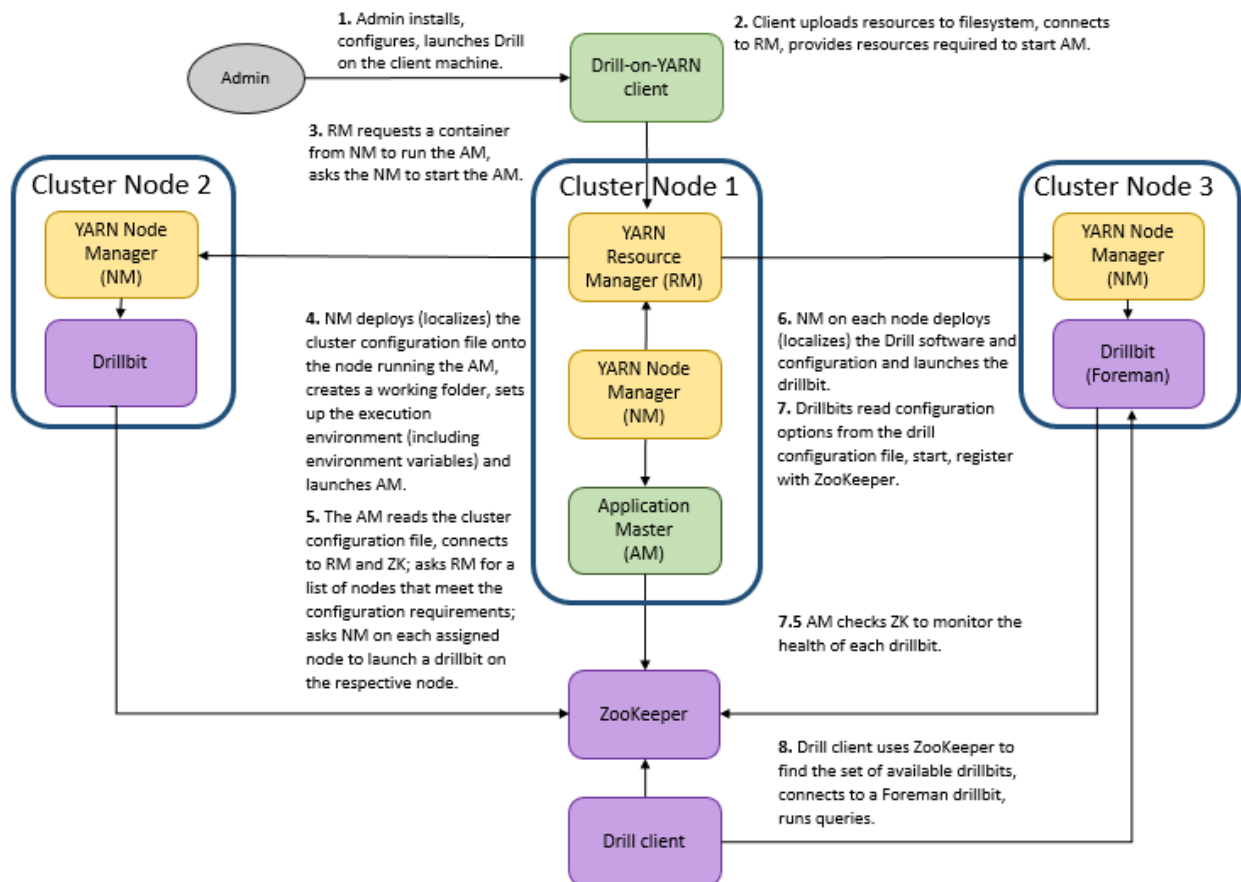 1. Admin installs,
configures, launches Drill
on the client machine.
2. Client uploads resources to filesystem, connects
to RM, provides resources required to start AM.
Admin
Drill-on-YARN
client
3. RM requests a container
from NM to run the AM,
asks the NM to start the AM.
Cluster Node 2
YARN Node
Manager
(NM)
Drillbit
Cluster Node 1
YARN
Resource
Manager (RM)
YARN Node
Manager
(NM)
Application
Master
(AM)
Cluster Node 3
YARN Node
Manager
(NM)
Drillbit
(Foreman)
4. NM deploys (localizes) the
cluster configuration file onto
the node running the AM,
creates a working folder, sets
up the execution
environment (including
environment variables) and
launches AM.
5. The AM reads the cluster
configuration file, connects
to RM and ZK; asks RM for a
list of nodes that meet the
configuration requirements;
asks NM on each assigned
node to launch a drillbit on
the respective node.
6. NM on each node deploys
(localizes) the Drill software and
configuration and launches the
drillbit.
7. Drillbits read configuration
options from the drill
configuration file, start, register
with ZooKeeper.
7.5 AM checks ZK to monitor the
health of each drillbit.
ZooKeeper
8. Drill client uses ZooKeeper to
find the set of available drillbits,
connects to a Foreman drillbit,
runs queries.
Drill client